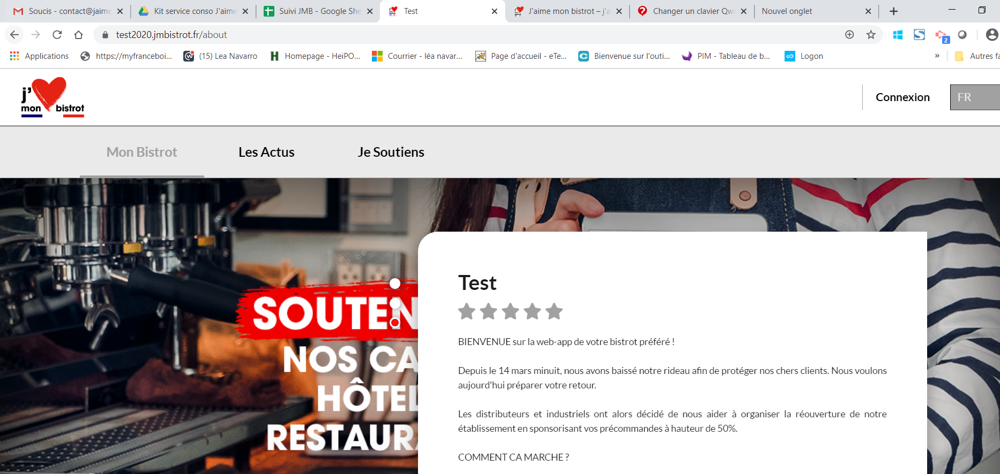 Soucis - contact@jaime
Kit service conso J'aime
Suivi JMB - Google She
Test
J'aime mon bistrot – j'a
Changer un clavier Qw
Nouvel onglet
test2020.jmbistrot.fr/about
2
Applications
https://myfranceboi...
(15) Lea Navarro
Homepage - HeiPO...
Courrier - léa navar...
Page d'accueil - eTe...
Bienvenue sur l'outi...
PIM - Tableau de b...
Logon
»
Autres fa
j'
mon bistrot
Connexion
FR
Mon Bistrot
Les Actus
Je Soutiens
SOUTEN
NOS CA
HÔTEL
RESTAURA
Test
BIENVENUE sur la web-app de votre bistrot préféré !
Depuis le 14 mars minuit, nous avons baissé notre rideau afin de protéger nos chers clients. Nous voulons
aujourd'hui préparer votre retour.
Les distributeurs et industriels ont alors décidé de nous aider à organiser la réouverture de notre
établissement en sponsorisant vos précommandes à hauteur de 50%.
COMMENT CA MARCHE ?